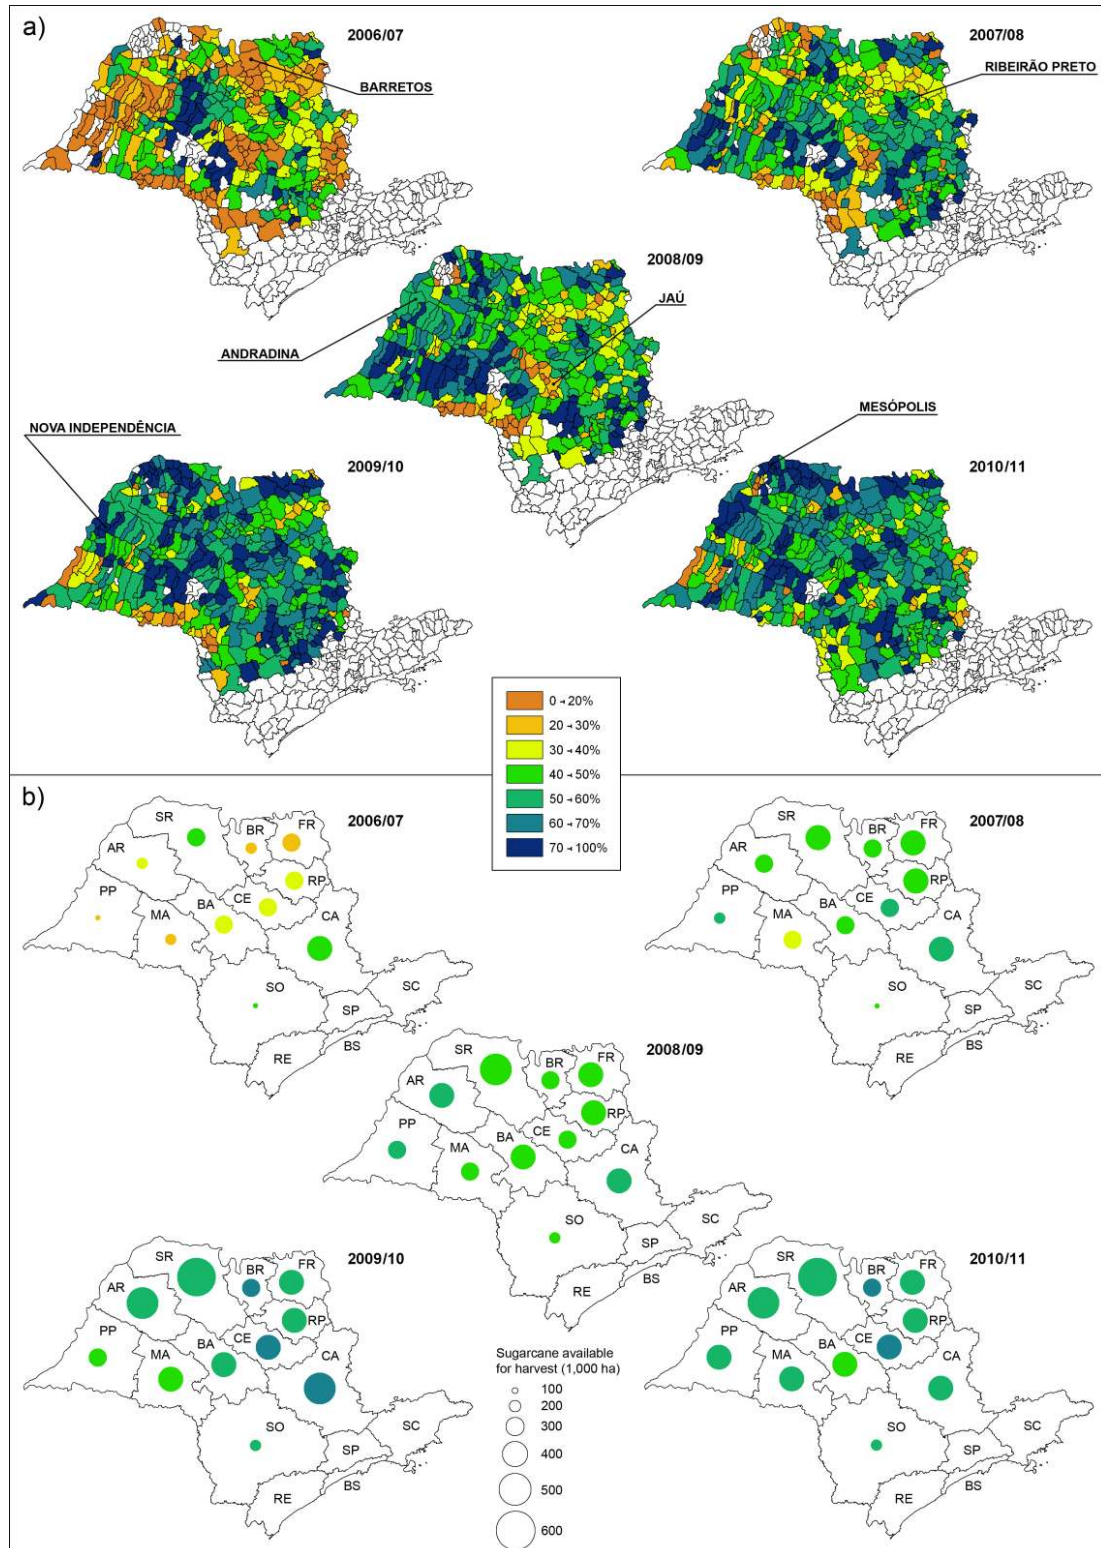 a)
2006/07
BARRETOS
2007/08
RIBEIRÃO PRETO
2008/09
JAÚ
ANDRADINA
NOVA INDEPENDÊNCIA
2009/10
MESÓPOLIS
2010/11
0 ⊣ 20%
20 ⊣ 30%
30 ⊣ 40%
40 ⊣ 50%
50 ⊣ 60%
60 ⊣ 70%
70 ⊣ 100%
b)
2006/07
SR
BR
FR
AR
RP
PP
MA
BA
CE
CA
SO
SP
SC
RE
BS
2007/08
SR
BR
FR
AR
RP
PP
MA
BA
CE
CA
SO
SP
SC
RE
BS
2008/09
SR
BR
FR
AR
RP
PP
MA
BA
CE
CA
SO
SP
SC
RE
BS
2009/10
SR
BR
FR
AR
RP
PP
MA
BA
CE
CA
SO
SP
SC
RE
BS
Sugarcane available
for harvest (1,000 ha)
100
200
300
400
500
600
2010/11
SR
BR
FR
AR
RP
PP
MA
BA
CE
CA
SO
SP
SC
RE
BS